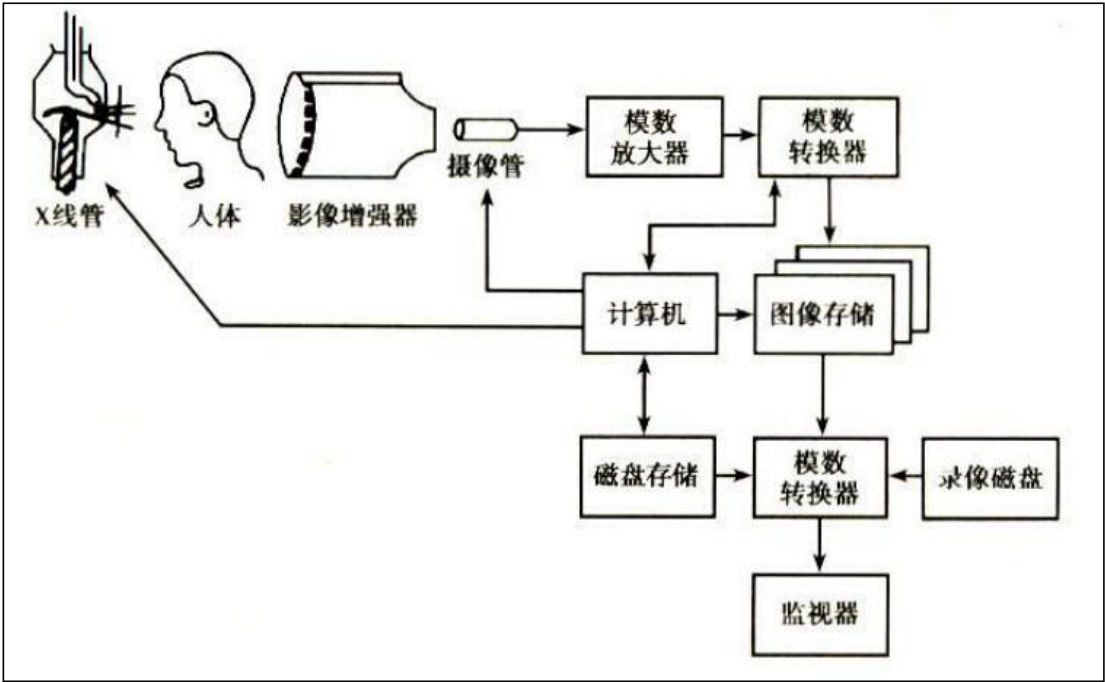 模数
放大器
模数
转换器
摄像管
X线管
人体
影像增强器
计算机
图像存储
磁盘存储
模数
转换器
录像磁盘
监视器